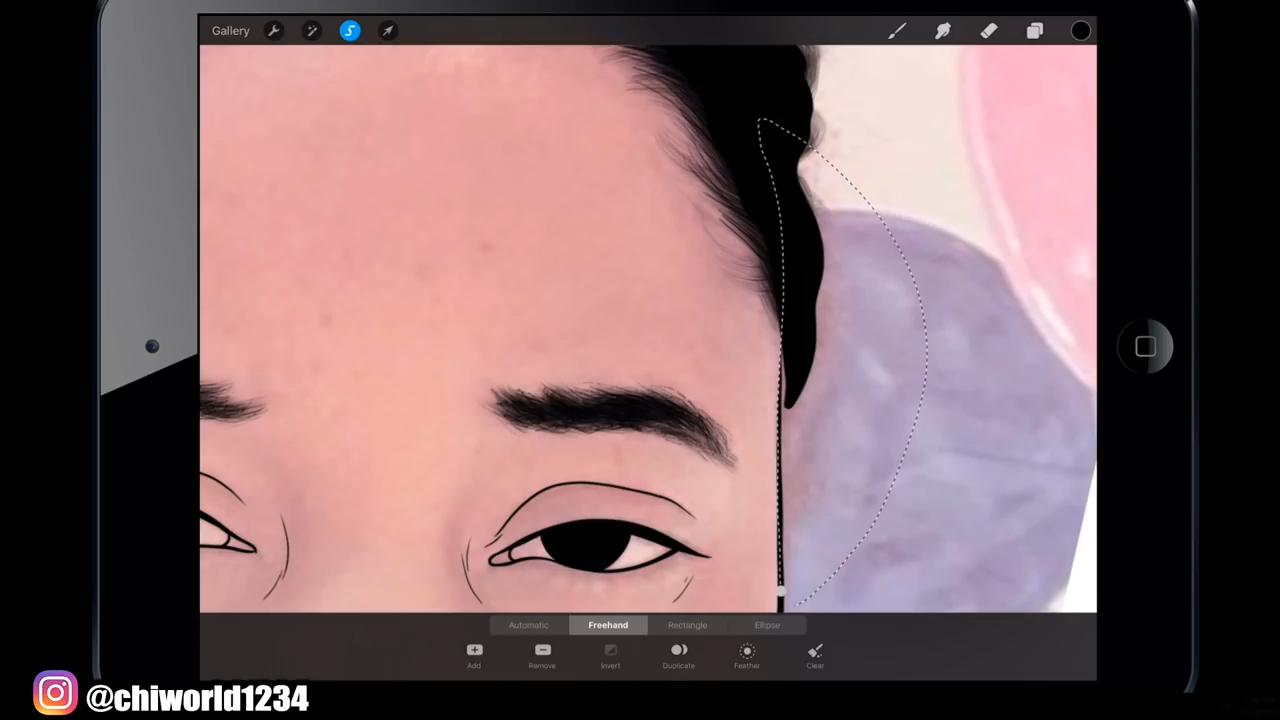 Gallery
Automatic Freehand Rectangle Ellipse
Add Remove Invert Duplicate Feather Clear
@chiworld1234